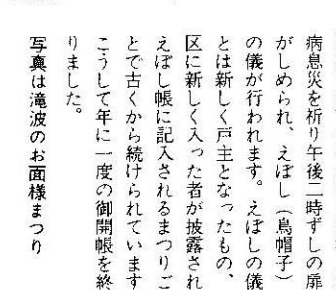 病息災を祈り午後二時ずしの扉
がしめられ、えぼし（烏帽子）
の儀が行われます。えぼしの儀
とは新しく戸主となったもの、
区に新しく入った者が披露され
えぼし帳に記入されるまつりご
とで古くから続けられています
こうして年に一度の御開帳を終
りました。
写真は滝波のお面様まつり